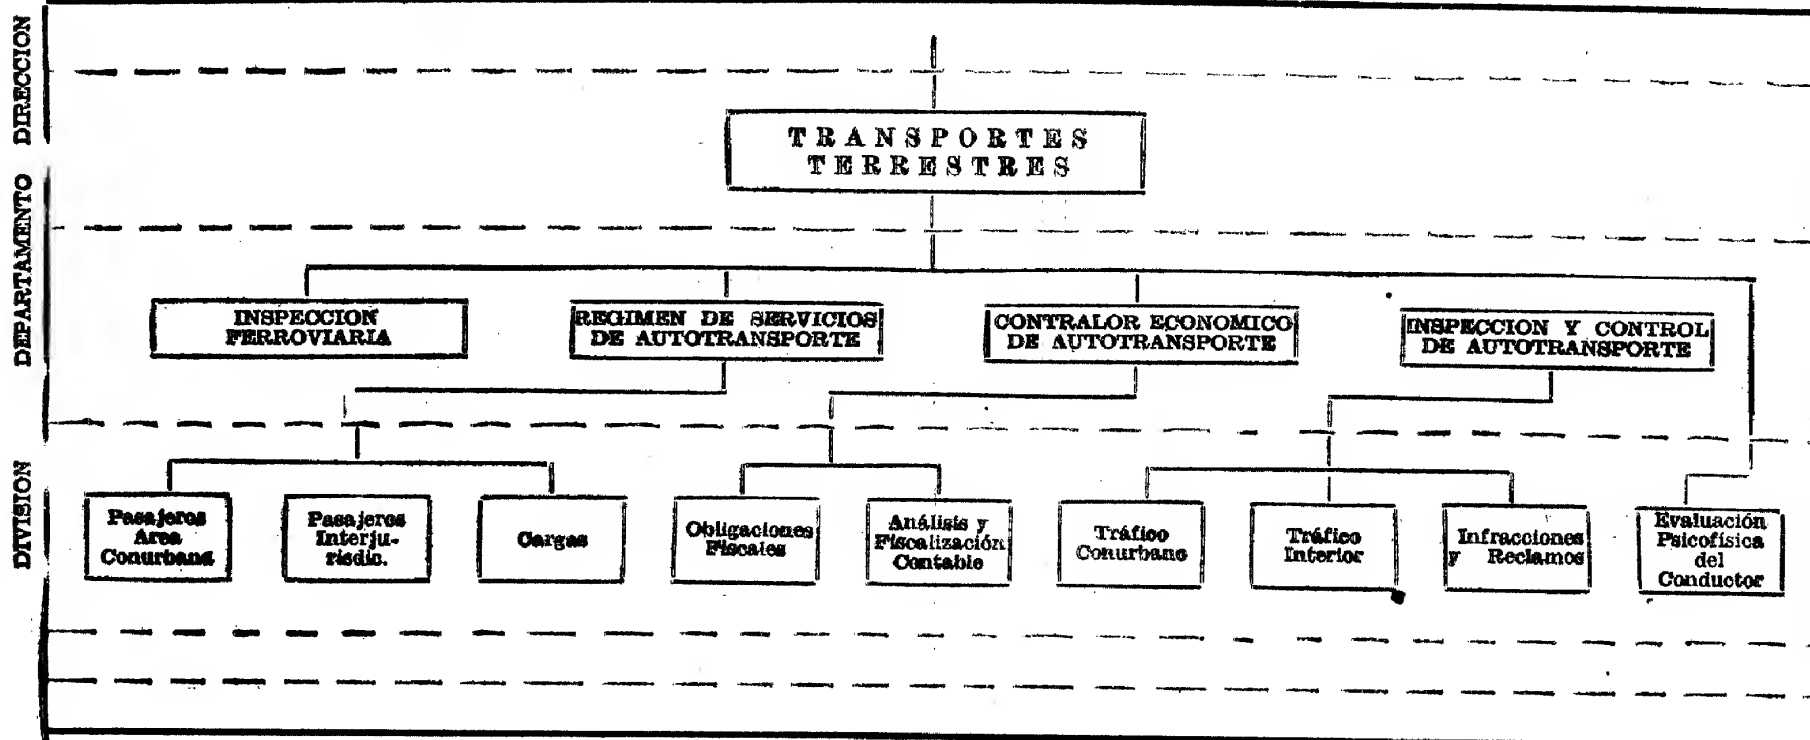 DIRECCION
TRANSPORTES
TERRESTRES
DEPARTAMENTO
INSPECCION
FERROVIARIA
REGIMEN DE SERVICIOS
DE AUTOTRANSPORTE
CONTRALOR ECONOMICO
DE AUTOTRANSPORTE
INSPECCION Y CONTROL
DE AUTOTRANSPORTE
DIVISION
Pasajeros
Area
Conurbana
Pasajeros
Interju-
risdic.
Cargas
Obligaciones
Fiscales
Análisis y
Fiscalización
Contable
Tráfico
Conurbano
Tráfico
Interior
Infracciones
y Reclamos
Evaluación
Psicofísica
del
Conductor